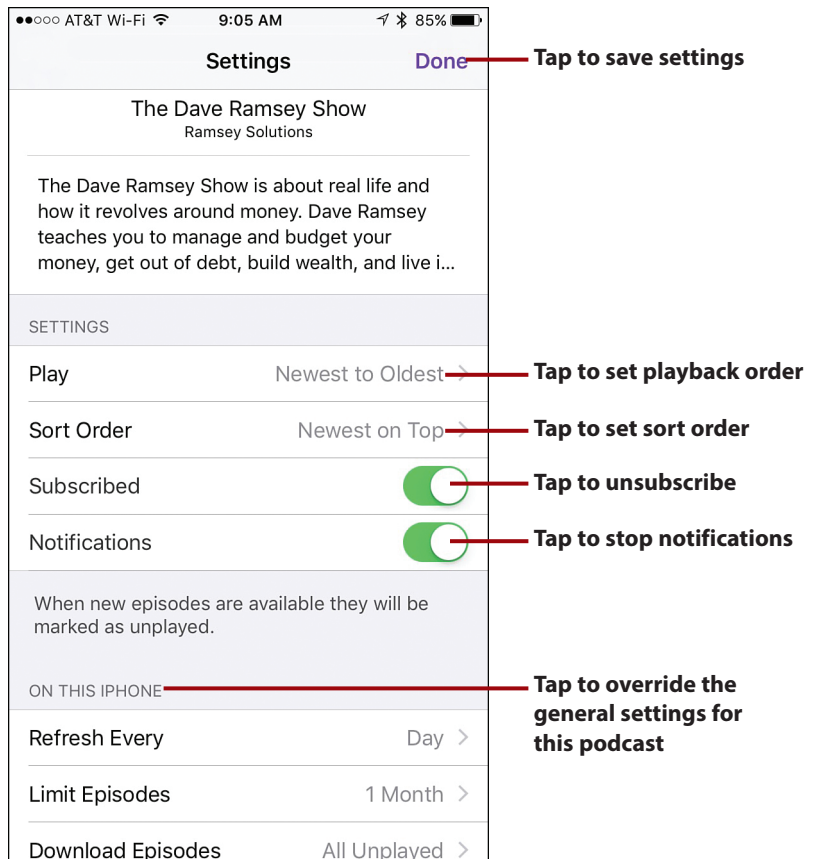 AT&T Wi-Fi 9:05 AM 85%
Settings Done
Tap to save settings
The Dave Ramsey Show
Ramsey Solutions
The Dave Ramsey Show is about real life and
how it revolves around money. Dave Ramsey
teaches you to manage and budget your
money, get out of debt, build wealth, and live i...
SETTINGS
Play Newest to Oldest
Tap to set playback order
Sort Order Newest on Top
Tap to set sort order
Subscribed
Tap to unsubscribe
Notifications
Tap to stop notifications
When new episodes are available they will be
marked as unplayed.
ON THIS IPHONE
Tap to override the
general settings for
this podcast
Refresh Every Day
Limit Episodes 1 Month
Download Episodes All Unplayed